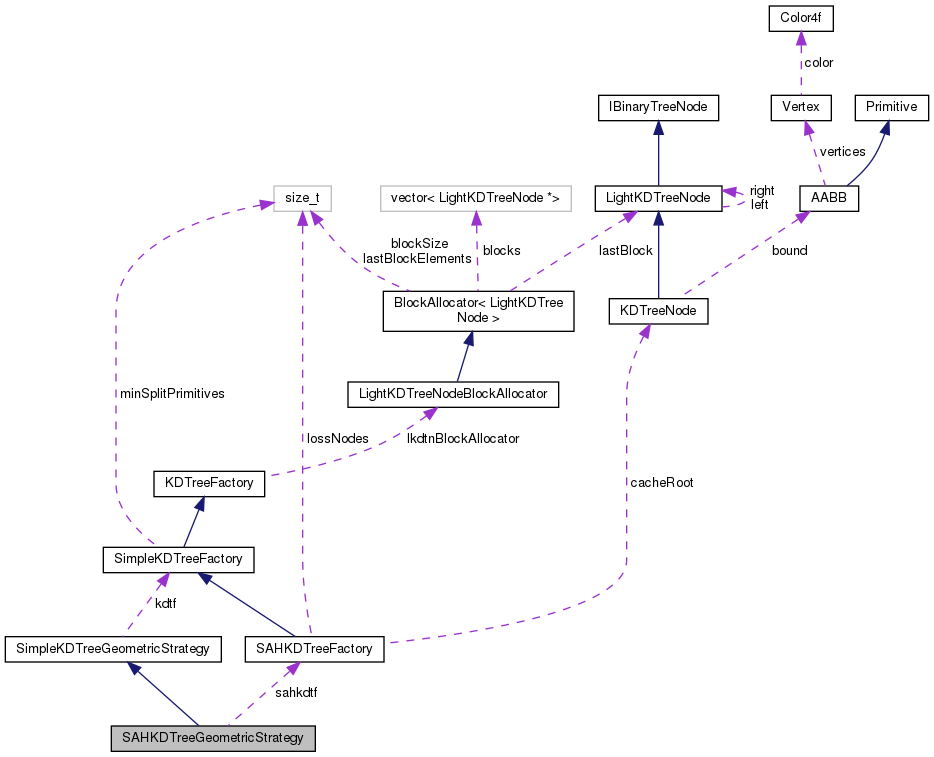 Color4f
color
IBinaryTreeNode
Vertex
Primitive
vertices
size_t
vector< LightKDTreeNode *>
LightKDTreeNode
right
left
AABB
blockSize
lastBlockElements
blocks
lastBlock
bound
BlockAllocator< LightKDTree
Node >
KDTreeNode
minSplitPrimitives
LightKDTreeNodeBlockAllocator
lossNodes
lkdtnBlockAllocator
KDTreeFactory
cacheRoot
SimpleKDTreeFactory
kdtf
SimpleKDTreeGeometricStrategy
SAHKDTreeFactory
sahkdtf
SAHKDTreeGeometricStrategy